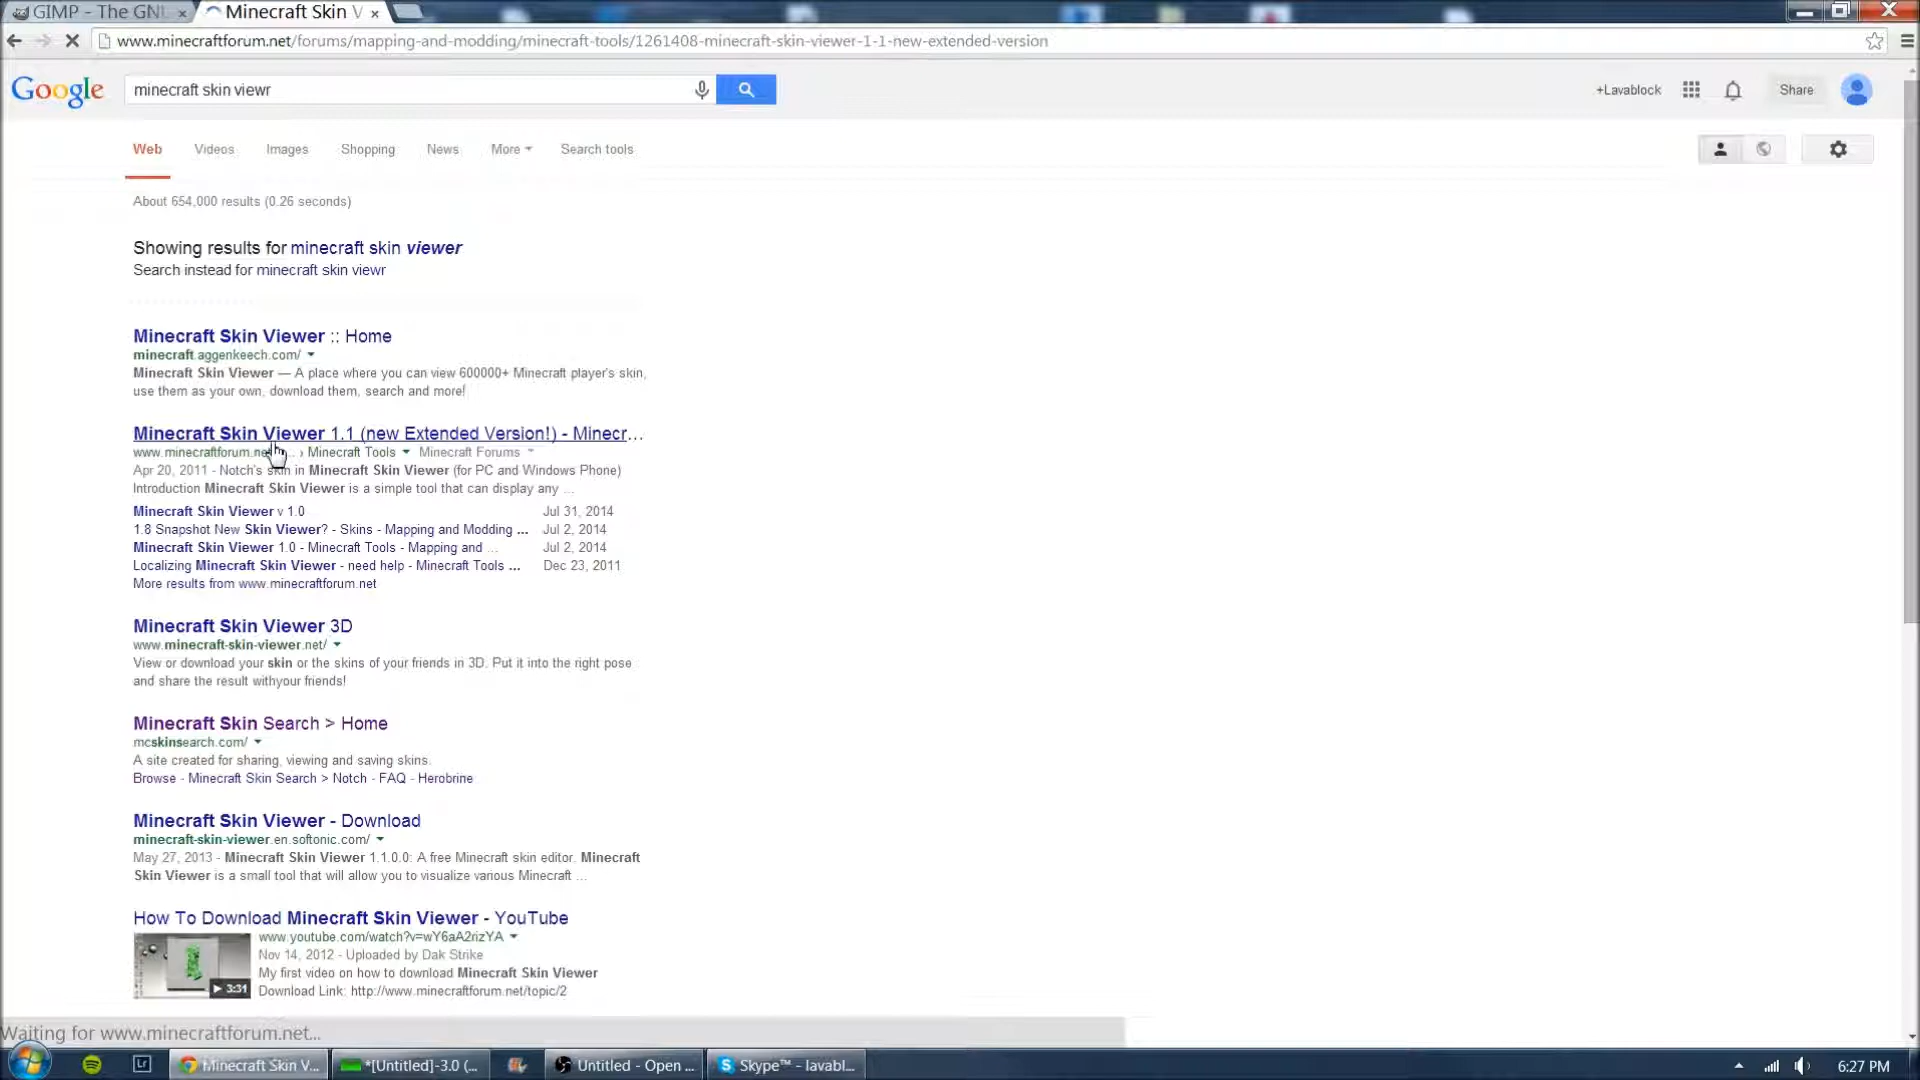 GIMP - The GNU
Minecraft Skin V
www.minecraftforum.net/forums/mapping-and-modding/minecraft-tools/1261408-minecraft-skin-viewer-1-1-new-extended-version
Google
minecraft skin viewr
+Lavablock
Share
Web
Videos
Images
Shopping
News
More
Search tools
About 654,000 results (0.26 seconds)
Showing results for minecraft skin viewer
Search instead for minecraft skin viewr
Minecraft Skin Viewer :: Home
minecraft.aggenkeech.com/
Minecraft Skin Viewer — A place where you can view 600000+ Minecraft player's skin,
use them as your own, download them, search and more!
Minecraft Skin Viewer 1.1 (new Extended Version!) - Minecr...
www.minecraftforum.ne... › Minecraft Tools Minecraft Forums
Apr 20, 2011 - Notch's skin in Minecraft Skin Viewer (for PC and Windows Phone)
Introduction Minecraft Skin Viewer is a simple tool that can display any ...
Minecraft Skin Viewer v 1.0 Jul 31, 2014
1.8 Snapshot New Skin Viewer? - Skins - Mapping and Modding ... Jul 2, 2014
Minecraft Skin Viewer 1.0 - Minecraft Tools - Mapping and ... Jul 2, 2014
Localizing Minecraft Skin Viewer - need help - Minecraft Tools ... Dec 23, 2011
More results from www.minecraftforum.net
Minecraft Skin Viewer 3D
www.minecraft-skin-viewer.net/
View or download your skin or the skins of your friends in 3D. Put it into the right pose
and share the result withyour friends!
Minecraft Skin Search > Home
mcskinsearch.com/
A site created for sharing, viewing and saving skins.
Browse - Minecraft Skin Search > Notch - FAQ - Herobrine
Minecraft Skin Viewer - Download
minecraft-skin-viewer.en.softonic.com/
May 27, 2013 - Minecraft Skin Viewer 1.1.0.0: A free Minecraft skin editor. Minecraft
Skin Viewer is a small tool that will allow you to visualize various Minecraft ...
How To Download Minecraft Skin Viewer - YouTube
www.youtube.com/watch?v=wY6aA2rizYA
Nov 14, 2012 - Uploaded by Dak Strike
My first video on how to download Minecraft Skin Viewer
Download Link: http://www.minecraftforum.net/topic/2
3:31
Waiting for www.minecraftforum.net...
Lr
Minecraft Skin V...
*[Untitled]-3.0 (...
Untitled - Open ...
Skype™ - lavabl...
6:27 PM